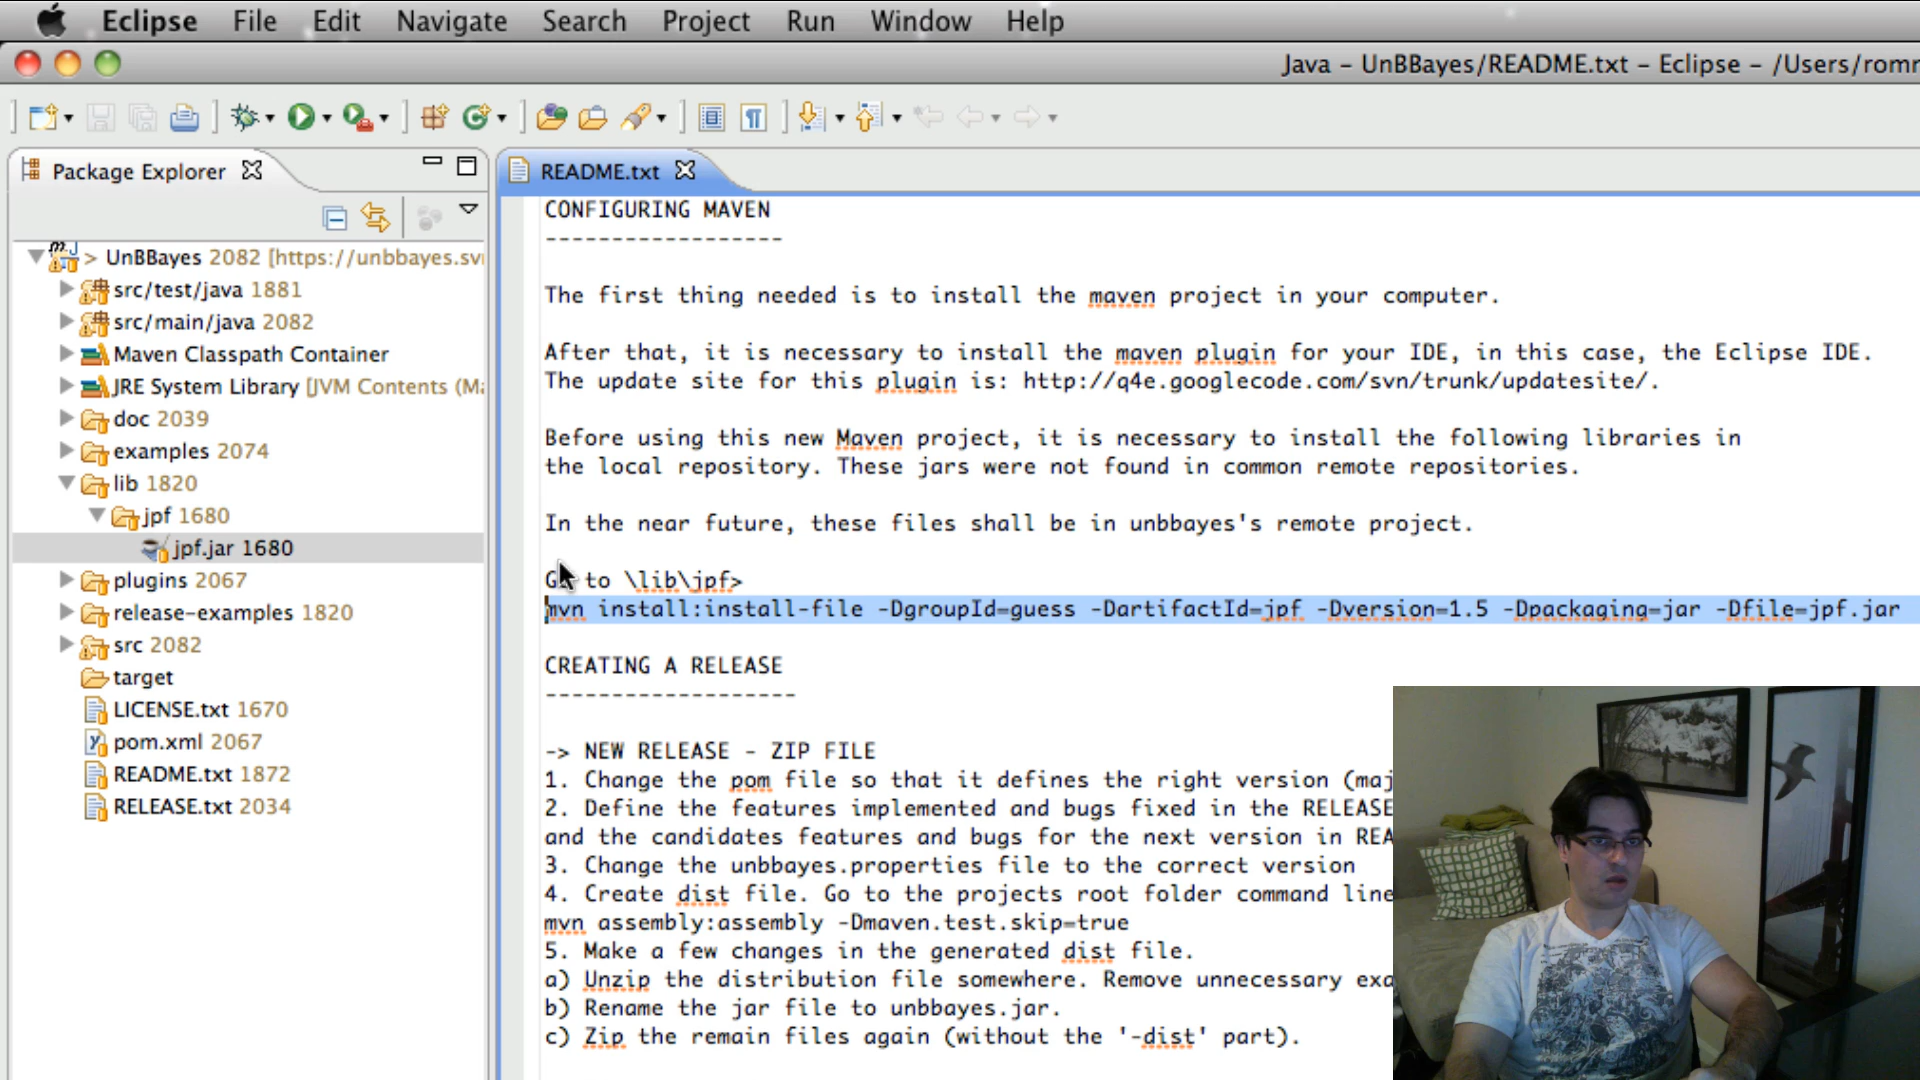 Eclipse File Edit Navigate Search Project Run Window Help
Java – UnBBayes/README.txt – Eclipse – /Users/romr
Package Explorer
README.txt
> UnBBayes 2082 [https://unbbayes.sv
src/test/java 1881
src/main/java 2082
Maven Classpath Container
JRE System Library [JVM Contents (Ma
doc 2039
examples 2074
lib 1820
jpf 1680
jpf.jar 1680
plugins 2067
release-examples 1820
src 2082
target
LICENSE.txt 1670
pom.xml 2067
README.txt 1872
RELEASE.txt 2034
CONFIGURING MAVEN
------------------
The first thing needed is to install the maven project in your computer.
After that, it is necessary to install the maven plugin for your IDE, in this case, the Eclipse IDE.
The update site for this plugin is: http://q4e.googlecode.com/svn/trunk/updatesite/.
Before using this new Maven project, it is necessary to install the following libraries in
the local repository. These jars were not found in common remote repositories.
In the near future, these files shall be in unbbayes's remote project.
Go to \lib\jpf>
mvn install:install-file -DgroupId=guess -DartifactId=jpf -Dversion=1.5 -Dpackaging=jar -Dfile=jpf.jar
CREATING A RELEASE
-------------------
-> NEW RELEASE - ZIP FILE
1. Change the pom file so that it defines the right version (maj
2. Define the features implemented and bugs fixed in the RELEASE
and the candidates features and bugs for the next version in REA
3. Change the unbbayes.properties file to the correct version
4. Create dist file. Go to the projects root folder command line
mvn assembly:assembly -Dmaven.test.skip=true
5. Make a few changes in the generated dist file.
a) Unzip the distribution file somewhere. Remove unnecessary exa
b) Rename the jar file to unbbayes.jar.
c) Zip the remain files again (without the '-dist' part).